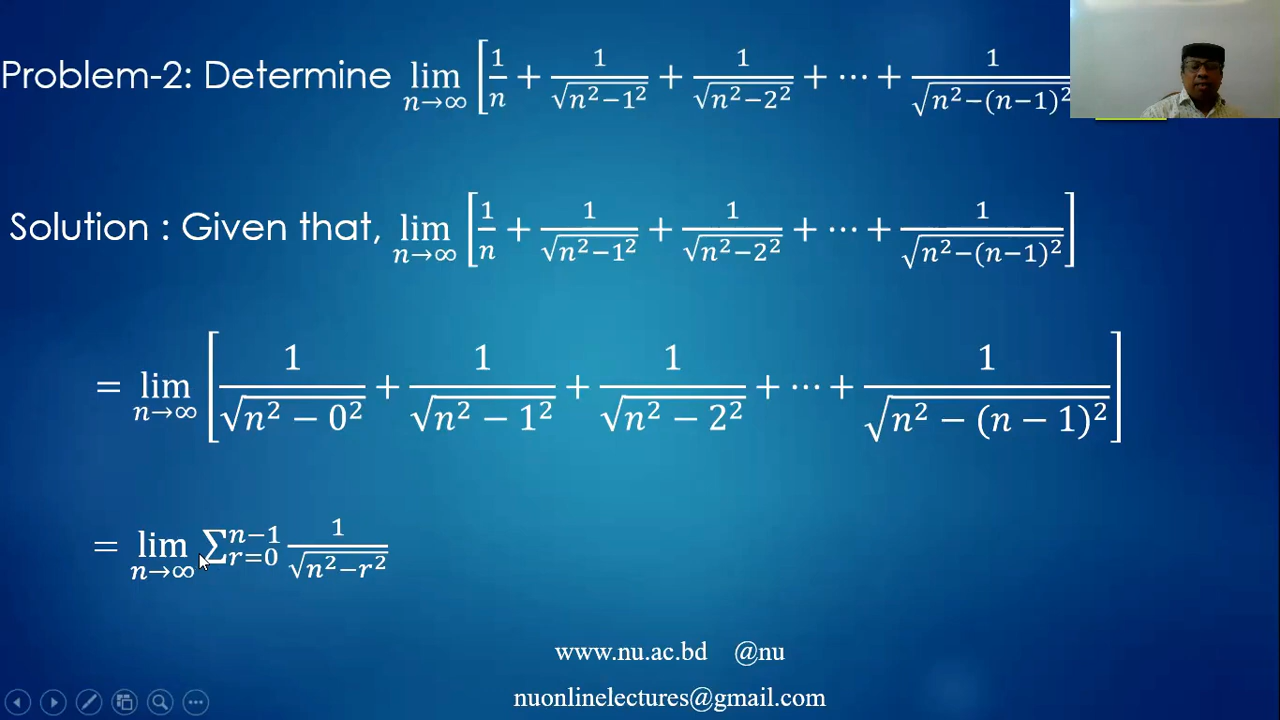 Problem-2: Determine lim n→∞ [1/n + 1/√(n²−1²) + 1/√(n²−2²) + ⋯ + 1/√(n²−(n−1)²
Solution : Given that, lim n→∞ [1/n + 1/√(n²−1²) + 1/√(n²−2²) + ⋯ + 1/√(n²−(n−1)²)]
= lim n→∞ [1/√(n² − 0²) + 1/√(n² − 1²) + 1/√(n² − 2²) + ⋯ + 1/√(n² − (n − 1)²)]
= lim n→∞ ∑ r=0 n−1 1/√(n²−r²)
www.nu.ac.bd @nu
nuonlinelectures@gmail.com